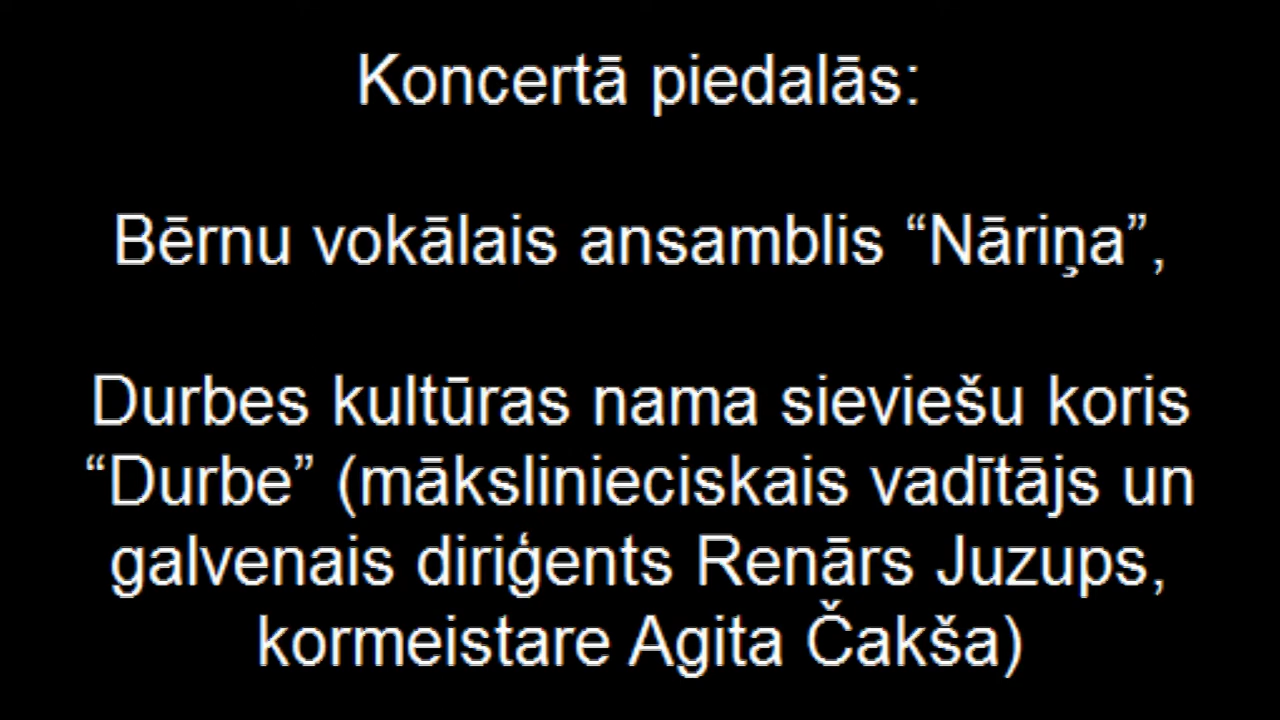 Koncertā piedalās:
Bērnu vokālais ansamblis “Nāriņa”,
Durbes kultūras nama sieviešu koris
“Durbe” (mākslinieciskais vadītājs un
galvenais diriģents Renārs Juzups,
kormeistare Agita Čakša)